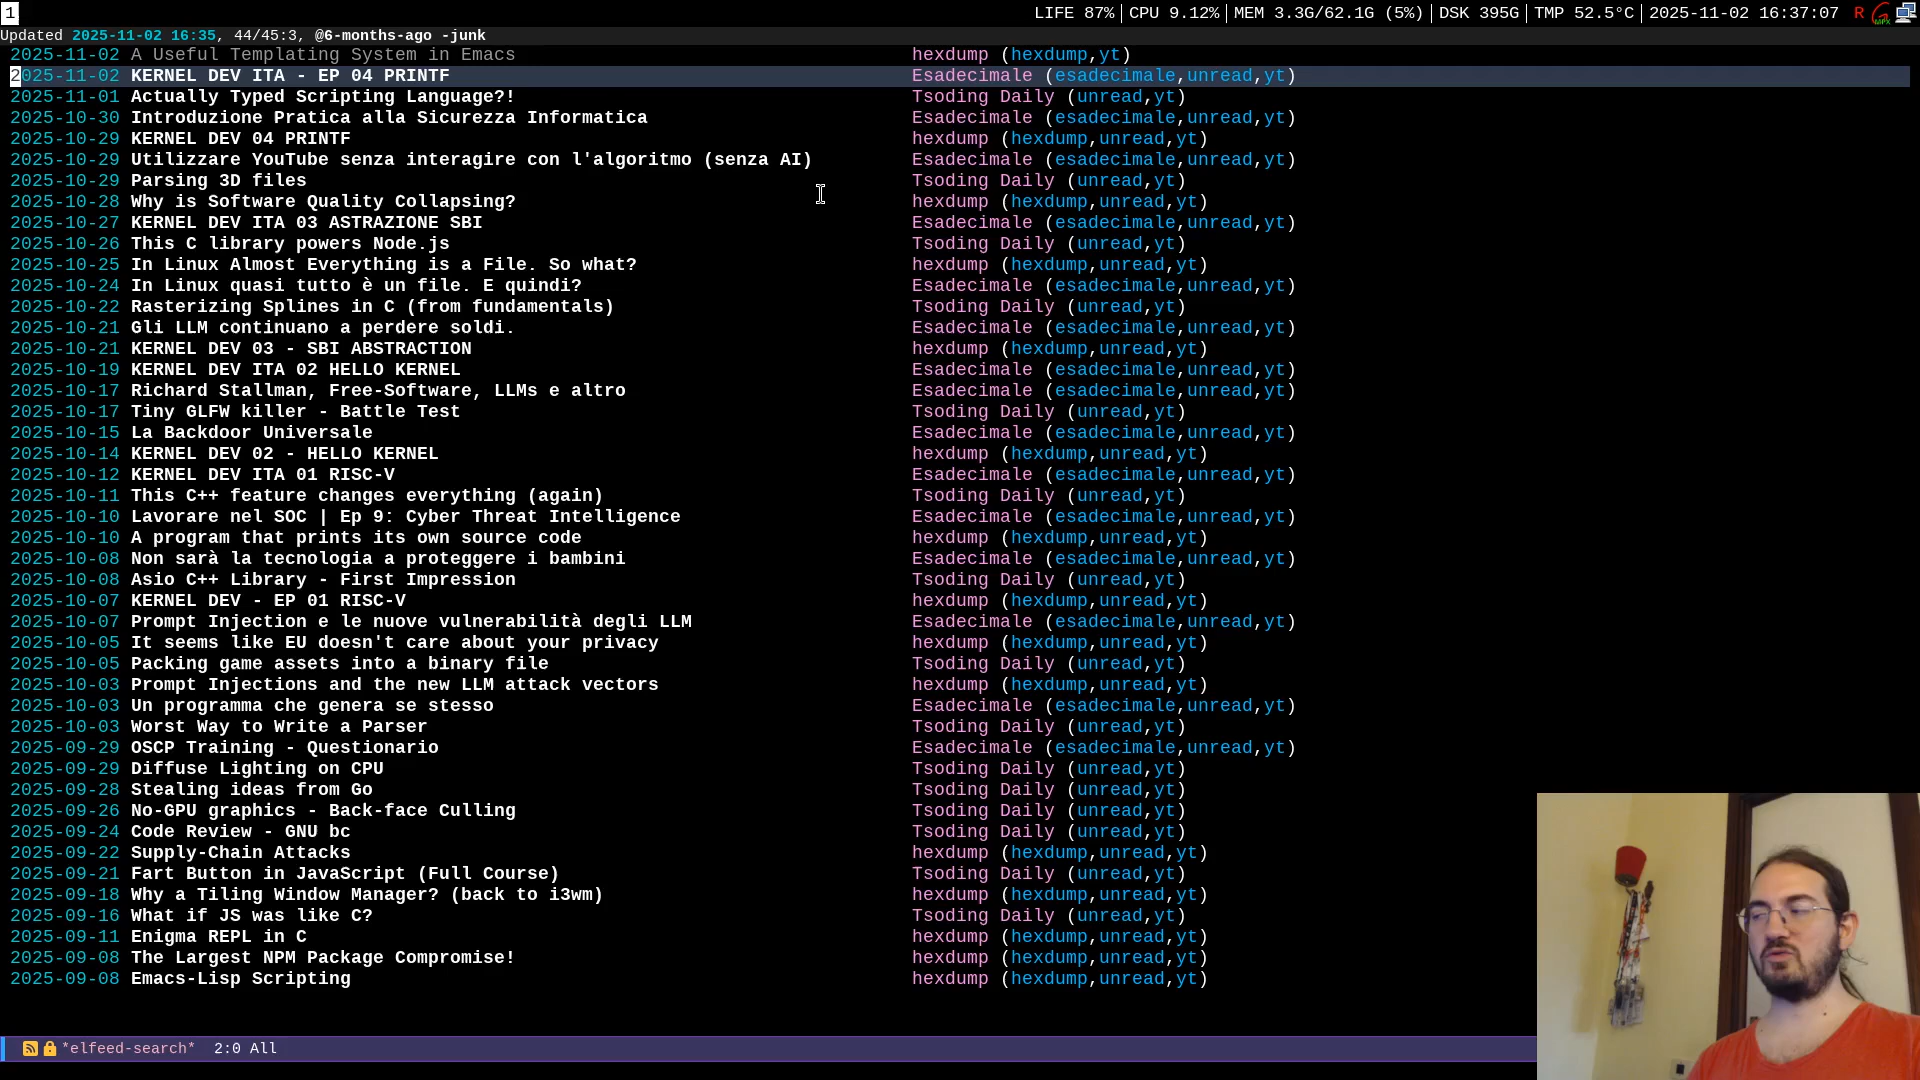 1 LIFE 87% CPU 9.12% MEM 3.3G/62.1G (5%) DSK 395G TMP 52.5°C 2025-11-02 16:37:07 R
Updated 2025-11-02 16:35, 44/45:3, @6-months-ago -junk
2025-11-02 A Useful Templating System in Emacs hexdump (hexdump,yt)
2025-11-02 KERNEL DEV ITA - EP 04 PRINTF Esadecimale (esadecimale,unread,yt)
2025-11-01 Actually Typed Scripting Language?! Tsoding Daily (unread,yt)
2025-10-30 Introduzione Pratica alla Sicurezza Informatica Esadecimale (esadecimale,unread,yt)
2025-10-29 KERNEL DEV 04 PRINTF hexdump (hexdump,unread,yt)
2025-10-29 Utilizzare YouTube senza interagire con l'algoritmo (senza AI) Esadecimale (esadecimale,unread,yt)
2025-10-29 Parsing 3D files Tsoding Daily (unread,yt)
2025-10-28 Why is Software Quality Collapsing? hexdump (hexdump,unread,yt)
2025-10-27 KERNEL DEV ITA 03 ASTRAZIONE SBI Esadecimale (esadecimale,unread,yt)
2025-10-26 This C library powers Node.js Tsoding Daily (unread,yt)
2025-10-25 In Linux Almost Everything is a File. So what? hexdump (hexdump,unread,yt)
2025-10-24 In Linux quasi tutto è un file. E quindi? Esadecimale (esadecimale,unread,yt)
2025-10-22 Rasterizing Splines in C (from fundamentals) Tsoding Daily (unread,yt)
2025-10-21 Gli LLM continuano a perdere soldi. Esadecimale (esadecimale,unread,yt)
2025-10-21 KERNEL DEV 03 - SBI ABSTRACTION hexdump (hexdump,unread,yt)
2025-10-19 KERNEL DEV ITA 02 HELLO KERNEL Esadecimale (esadecimale,unread,yt)
2025-10-17 Richard Stallman, Free-Software, LLMs e altro Esadecimale (esadecimale,unread,yt)
2025-10-17 Tiny GLFW killer - Battle Test Tsoding Daily (unread,yt)
2025-10-15 La Backdoor Universale Esadecimale (esadecimale,unread,yt)
2025-10-14 KERNEL DEV 02 - HELLO KERNEL hexdump (hexdump,unread,yt)
2025-10-12 KERNEL DEV ITA 01 RISC-V Esadecimale (esadecimale,unread,yt)
2025-10-11 This C++ feature changes everything (again) Tsoding Daily (unread,yt)
2025-10-10 Lavorare nel SOC | Ep 9: Cyber Threat Intelligence Esadecimale (esadecimale,unread,yt)
2025-10-10 A program that prints its own source code hexdump (hexdump,unread,yt)
2025-10-08 Non sarà la tecnologia a proteggere i bambini Esadecimale (esadecimale,unread,yt)
2025-10-08 Asio C++ Library - First Impression Tsoding Daily (unread,yt)
2025-10-07 KERNEL DEV - EP 01 RISC-V hexdump (hexdump,unread,yt)
2025-10-07 Prompt Injection e le nuove vulnerabilità degli LLM Esadecimale (esadecimale,unread,yt)
2025-10-05 It seems like EU doesn't care about your privacy hexdump (hexdump,unread,yt)
2025-10-05 Packing game assets into a binary file Tsoding Daily (unread,yt)
2025-10-03 Prompt Injections and the new LLM attack vectors hexdump (hexdump,unread,yt)
2025-10-03 Un programma che genera se stesso Esadecimale (esadecimale,unread,yt)
2025-10-03 Worst Way to Write a Parser Tsoding Daily (unread,yt)
2025-09-29 OSCP Training - Questionario Esadecimale (esadecimale,unread,yt)
2025-09-29 Diffuse Lighting on CPU Tsoding Daily (unread,yt)
2025-09-28 Stealing ideas from Go Tsoding Daily (unread,yt)
2025-09-26 No-GPU graphics - Back-face Culling Tsoding Daily (unread,yt)
2025-09-24 Code Review - GNU bc Tsoding Daily (unread,yt)
2025-09-22 Supply-Chain Attacks hexdump (hexdump,unread,yt)
2025-09-21 Fart Button in JavaScript (Full Course) Tsoding Daily (unread,yt)
2025-09-18 Why a Tiling Window Manager? (back to i3wm) hexdump (hexdump,unread,yt)
2025-09-16 What if JS was like C? Tsoding Daily (unread,yt)
2025-09-11 Enigma REPL in C hexdump (hexdump,unread,yt)
2025-09-08 The Largest NPM Package Compromise! hexdump (hexdump,unread,yt)
2025-09-08 Emacs-Lisp Scripting hexdump (hexdump,unread,yt)
*elfeed-search* 2:0 All